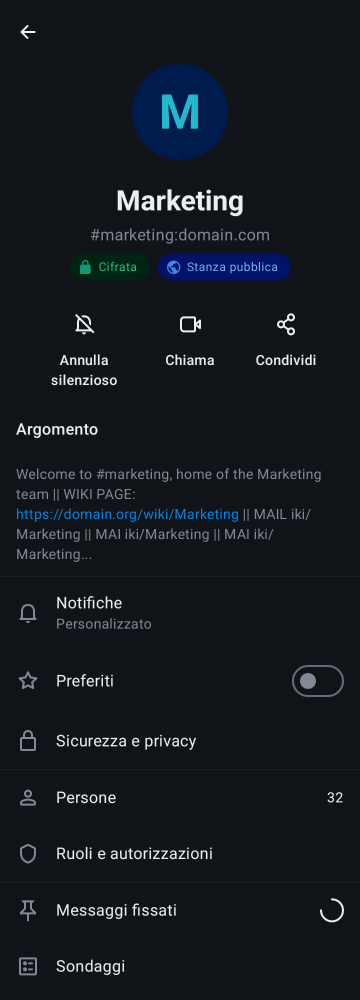 M
Marketing
#marketing:domain.com
Cifrata
Stanza pubblica
Annulla
silenzioso
Chiama
Condividi
Argomento
Welcome to #marketing, home of the Marketing
team || WIKI PAGE:
https://domain.org/wiki/Marketing || MAIL iki/
Marketing || MAI iki/Marketing || MAI iki/
Marketing...
Notifiche
Personalizzato
Preferiti
Sicurezza e privacy
Persone 32
Ruoli e autorizzazioni
Messaggi fissati
Sondaggi